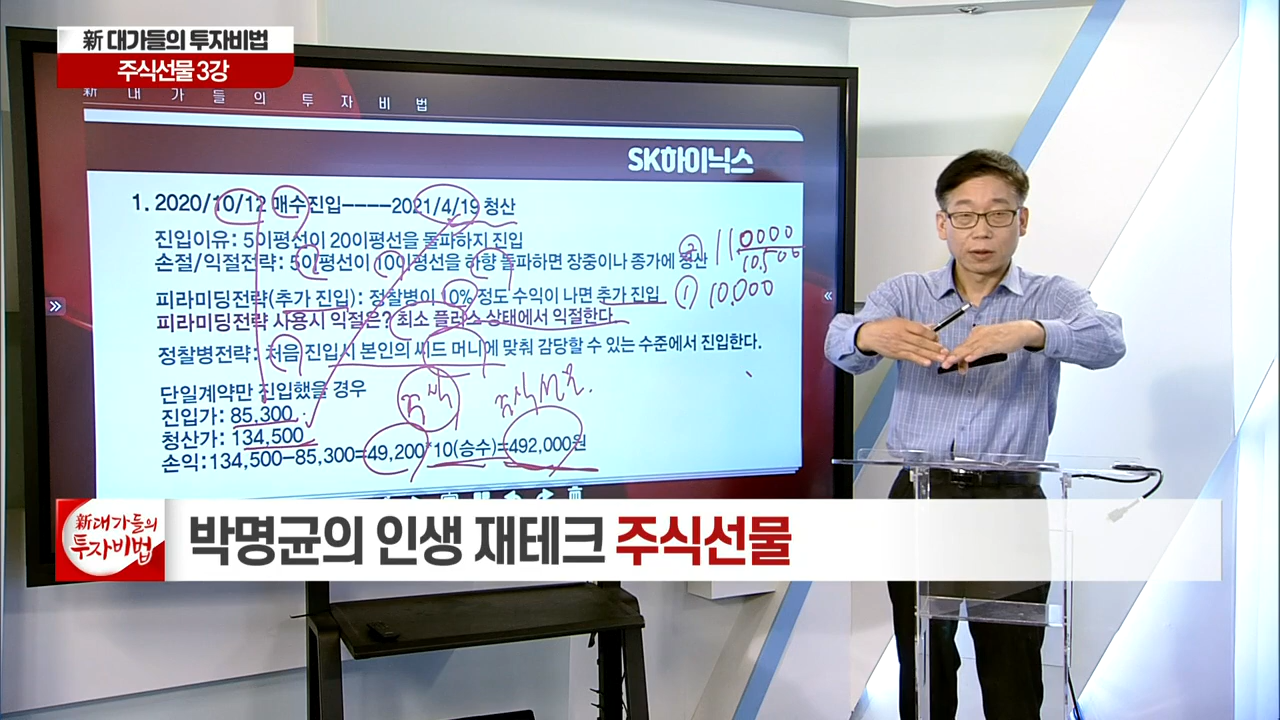 新 대가들의 투자비법
주식선물 3강
新 대 가 들 의 투 자 비 법
SK하이닉스
1. 2020/10/12 매수진입----2021/4/19 청산
진입이유: 5이평선이 20이평선을 돌파하지 진입
손절/익절전략: 5이평선이 10이평선을 하향 돌파하면 장중이나 종가에 청산
② 110000
10,500
피라미딩전략(추가 진입): 정찰병이 10% 정도 수익이 나면 추가 진입
① 10,000
피라미딩전략 사용시 익절은? 최소 플러스 상태에서 익절한다.
정찰병전략: 처음 진입시 본인의 씨드 머니에 맞춰 감당할 수 있는 수준에서 진입한다.
단일계약만 진입했을 경우
진입가: 85,300
청산가: 134,500
손익:134,500-85,300=49,200*10(승수)=492,000원
주식
주식선물.
新 대가들의
투자비법
박명균의 인생 재테크 주식선물